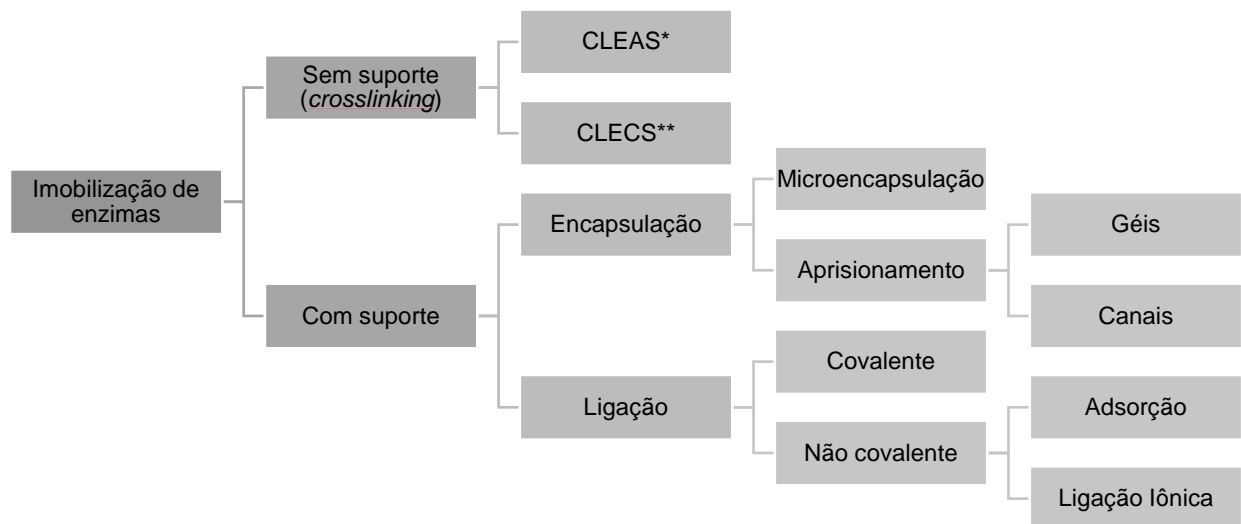 CLEAS*
Sem suporte
(crosslinking)
CLECS**
Imobilização de
enzimas
Microencapsulação
Encapsulação
Géis
Aprisionamento
Com suporte
Canais
Covalente
Ligação
Adsorção
Não covalente
Ligação Iônica